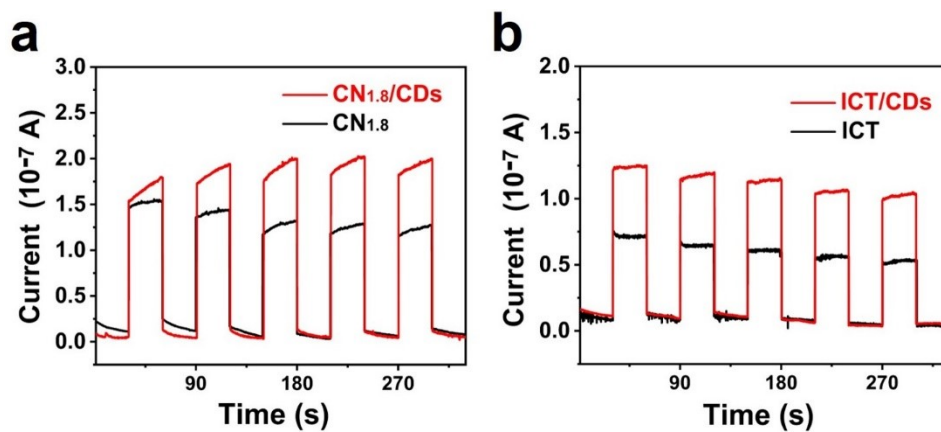 a
3.0
2.5
2.0
1.5
1.0
0.5
0.0
Current (10⁻⁷ A)
CN₁.₈/CDs
CN₁.₈
90 180 270
Time (s)
b
2.0
1.5
1.0
0.5
0.0
Current (10⁻⁷ A)
ICT/CDs
ICT
90 180 270
Time (s)